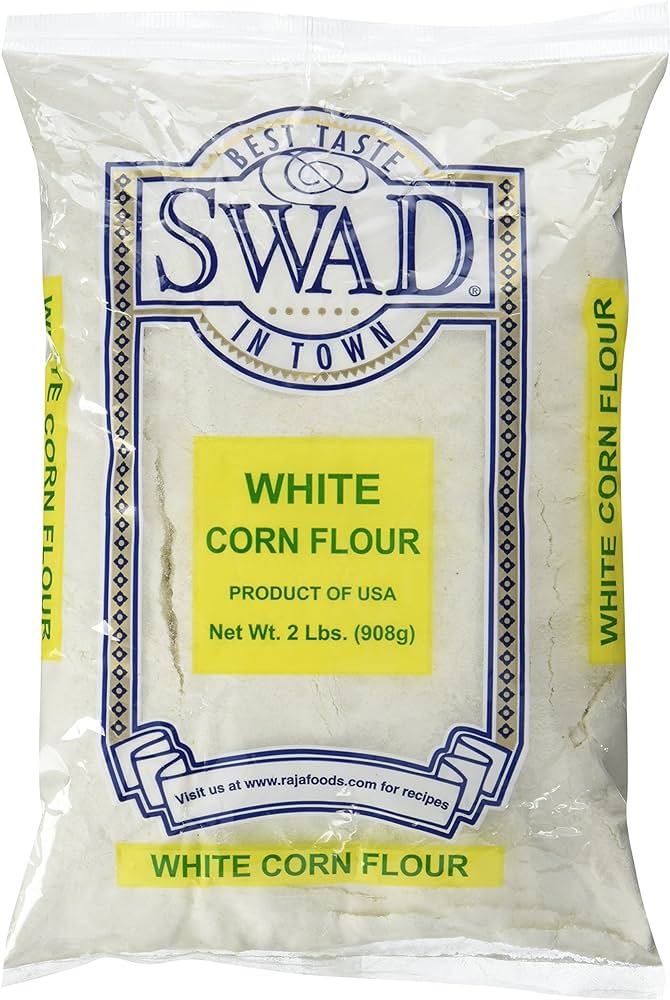 BEST TASTE
SWAD®
IN TOWN
WHITE
CORN FLOUR
PRODUCT OF USA
Net Wt. 2 Lbs. (908g)
Visit us at www.rajafoods.com for recipes
WHITE CORN FLOUR
WHITE CORN FLOUR
WHITE CORN FLOUR